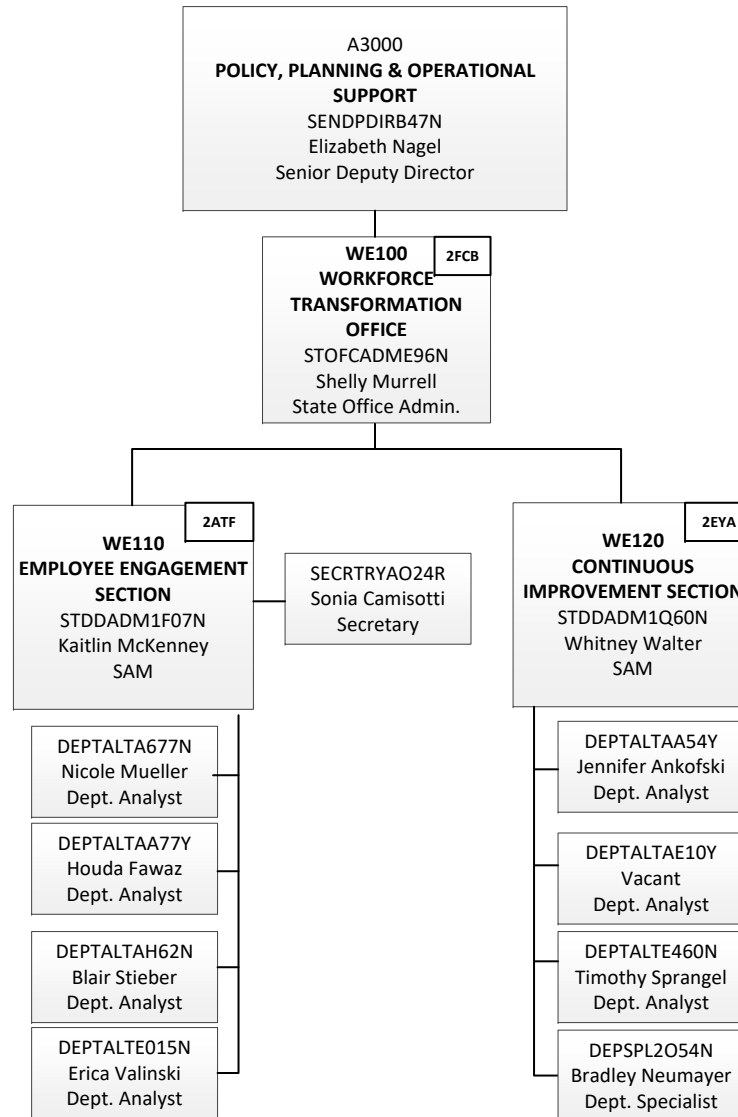 A3000
POLICY, PLANNING & OPERATIONAL
SUPPORT
SENDPDIRB47N
Elizabeth Nagel
Senior Deputy Director
WE100
2FCB
WORKFORCE
TRANSFORMATION
OFFICE
STOFCADME96N
Shelly Murrell
State Office Admin.
2ATF
WE110
EMPLOYEE ENGAGEMENT
SECTION
STDDADM1F07N
Kaitlin McKenney
SAM
SECRTRYAO24R
Sonia Camisotti
Secretary
2EYA
WE120
CONTINUOUS
IMPROVEMENT SECTION
STDDADM1Q60N
Whitney Walter
SAM
DEPTALTA677N
Nicole Mueller
Dept. Analyst
DEPTALTAA77Y
Houda Fawaz
Dept. Analyst
DEPTALTAH62N
Blair Stieber
Dept. Analyst
DEPTALTE015N
Erica Valinski
Dept. Analyst
DEPTALTAA54Y
Jennifer Ankofski
Dept. Analyst
DEPTALTAE10Y
Vacant
Dept. Analyst
DEPTALTE460N
Timothy Sprangel
Dept. Analyst
DEPSPL2O54N
Bradley Neumayer
Dept. Specialist